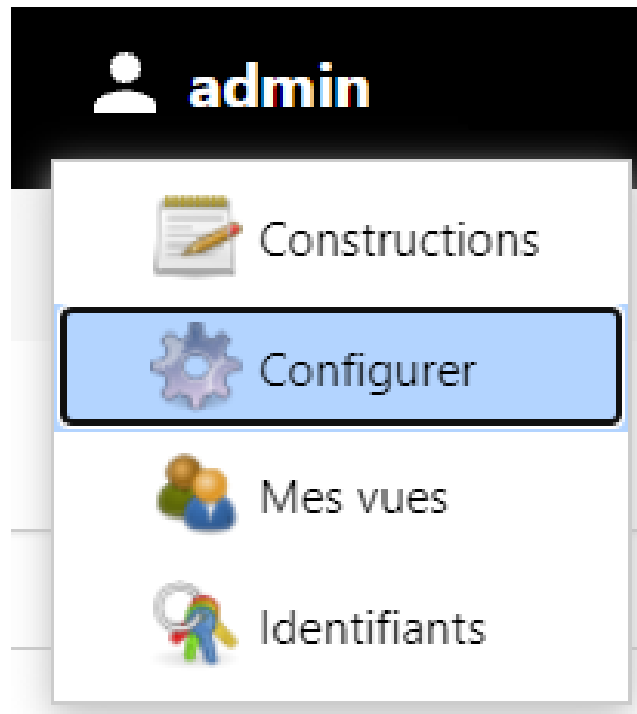 admin
Constructions
Configurer
Mes vues
Identifiants